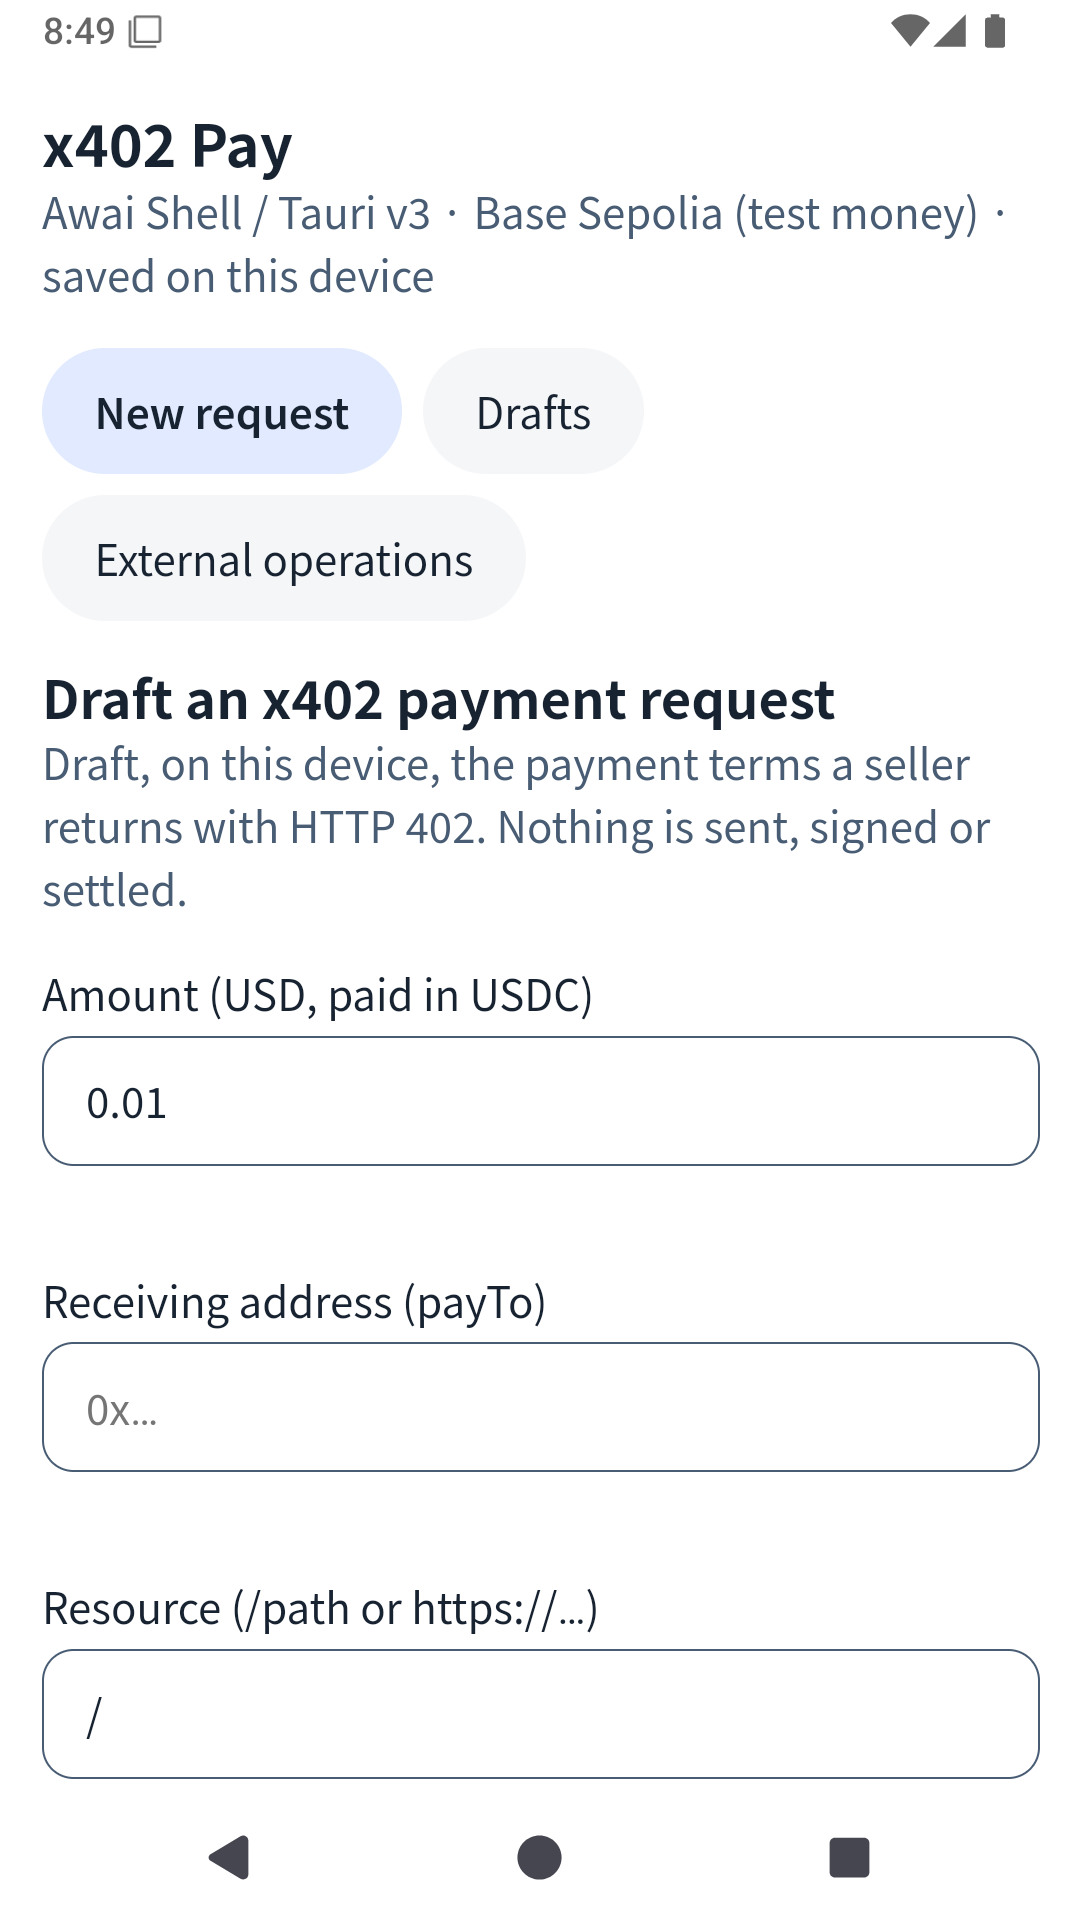 8:49
x402 Pay
Awai Shell / Tauri v3 · Base Sepolia (test money) ·
saved on this device
New request
Drafts
External operations
Draft an x402 payment request
Draft, on this device, the payment terms a seller
returns with HTTP 402. Nothing is sent, signed or
settled.
Amount (USD, paid in USDC)
0.01
Receiving address (payTo)
0x...
Resource (/path or https://...)
/